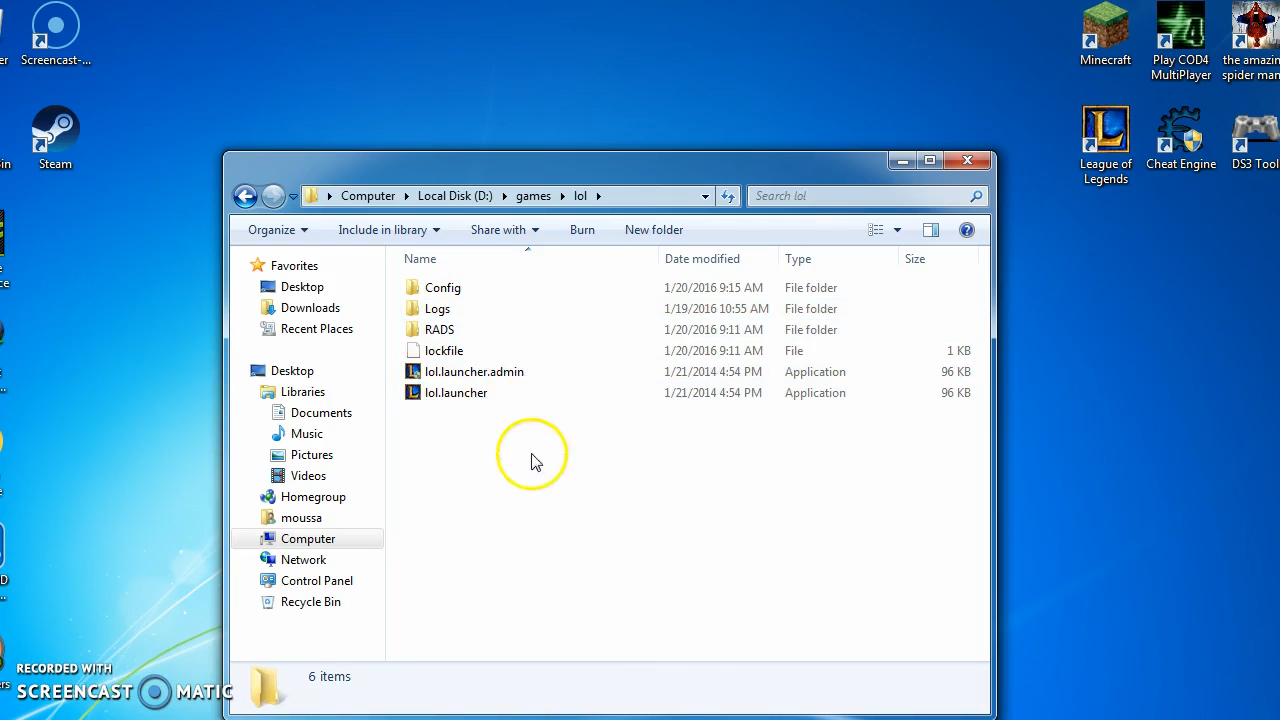 Screencast-...
Steam
Minecraft
Play COD4
MultiPlayer
the amazin
spider man
League of
Legends
Cheat Engine
DS3 Tool
Computer
Local Disk (D:)
games
lol
Search lol
Organize
Include in library
Share with
Burn
New folder
Name Date modified Type Size
Config 1/20/2016 9:15 AM File folder
Logs 1/19/2016 10:55 AM File folder
RADS 1/20/2016 9:11 AM File folder
lockfile 1/20/2016 9:11 AM File 1 KB
lol.launcher.admin 1/21/2014 4:54 PM Application 96 KB
lol.launcher 1/21/2014 4:54 PM Application 96 KB
Favorites
Desktop
Downloads
Recent Places
Desktop
Libraries
Documents
Music
Pictures
Videos
Homegroup
moussa
Computer
Network
Control Panel
Recycle Bin
6 items
RECORDED WITH
SCREENCAST MATIC